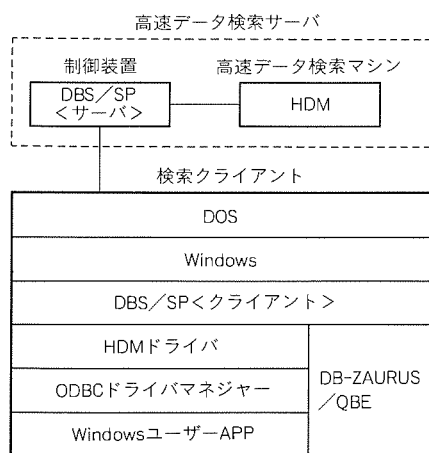 高速データ検索サーバ
制御装置
高速データ検索マシン
DBS／SP
＜サーバ＞
HDM
検索クライアント
DOS
Windows
DBS／SP＜クライアント＞
HDMドライバ
ODBCドライバマネジャー
WindowsユーザーAPP
DB-ZAURUS
／QBE